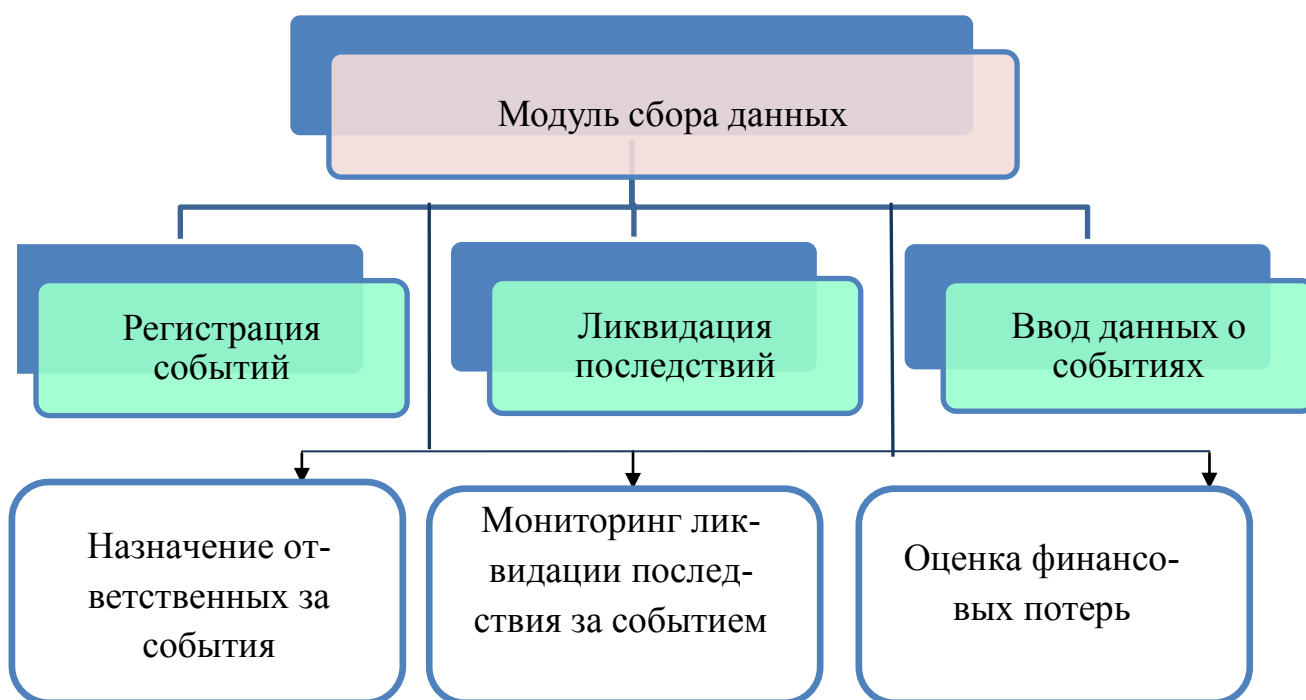 Модуль сбора данных
Регистрация
событий
Ликвидация
последствий
Ввод данных о
событиях
Назначение от-
ветственных за
события
Мониторинг лик-
видации послед-
ствия за событием
Оценка финансо-
вых потерь